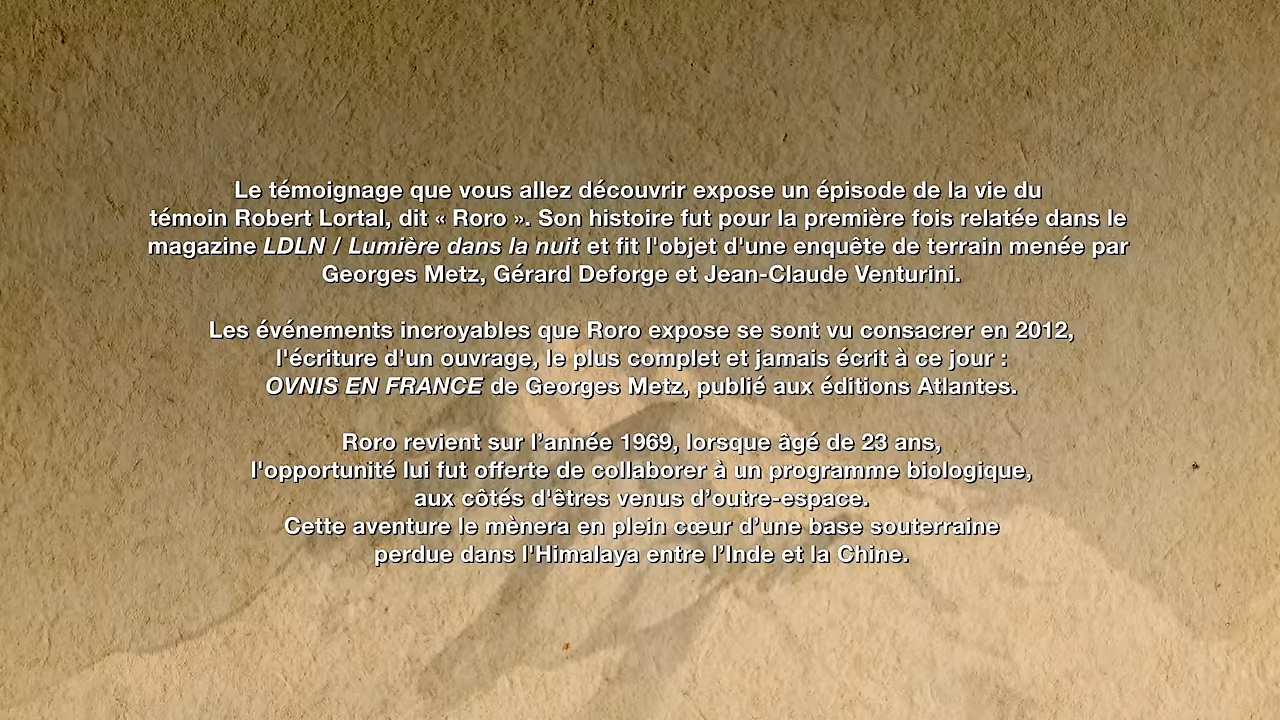 Le témoignage que vous allez découvrir expose un épisode de la vie du
témoin Robert Lortal, dit « Roro ». Son histoire fut pour la première fois relatée dans le
magazine LDLN / Lumière dans la nuit et fit l'objet d'une enquête de terrain menée par
Georges Metz, Gérard Deforge et Jean-Claude Venturini.
Les événements incroyables que Roro expose se sont vu consacrer en 2012,
l'écriture d'un ouvrage, le plus complet et jamais écrit à ce jour :
OVNIS EN FRANCE de Georges Metz, publié aux éditions Atlantes.
Roro revient sur l’année 1969, lorsque âgé de 23 ans,
l'opportunité lui fut offerte de collaborer à un programme biologique,
aux côtés d'êtres venus d’outre-espace.
Cette aventure le mènera en plein cœur d’une base souterraine
perdue dans l'Himalaya entre l’Inde et la Chine.